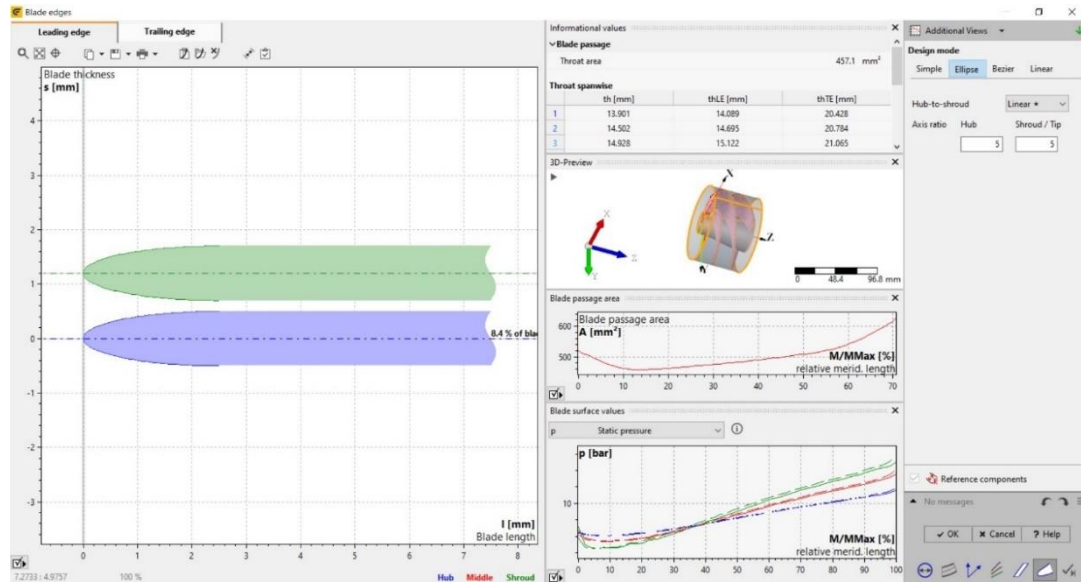 Blade edges
Leading edge
Trailing edge
Blade thickness
s [mm]
4
3
2
1
0
-1
-2
-3
8.4 % of bla
l [mm]
Blade length
0 1 2 3 4 5 6 7 8
7.2733 : 4.9757 100 % Hub Middle Shroud
Informational values
Blade passage
Throat area 457.1 mm²
Throat spanwise
th [mm] thLE [mm] thTE [mm]
1 13.901 14.089 20.428
2 14.502 14.695 20.784
3 14.928 15.122 21.065
3D-Preview
X
Z
Y
X
Z
Y
0 48.4 96.8 mm
Blade passage area
Blade passage area
A [mm²]
600
500
M/MMax [%]
relative merid. length
0 10 20 30 40 50 60 70
Blade surface values
p Static pressure
p [bar]
10
M/MMax [%]
relative merid. length
0 10 20 30 40 50 60 70 80 90 100
Additional Views
Design mode
Simple Ellipse Bezier Linear
Hub-to-shroud Linear
Axis ratio Hub Shroud / Tip
5 5
Reference components
No messages
OK Cancel ? Help